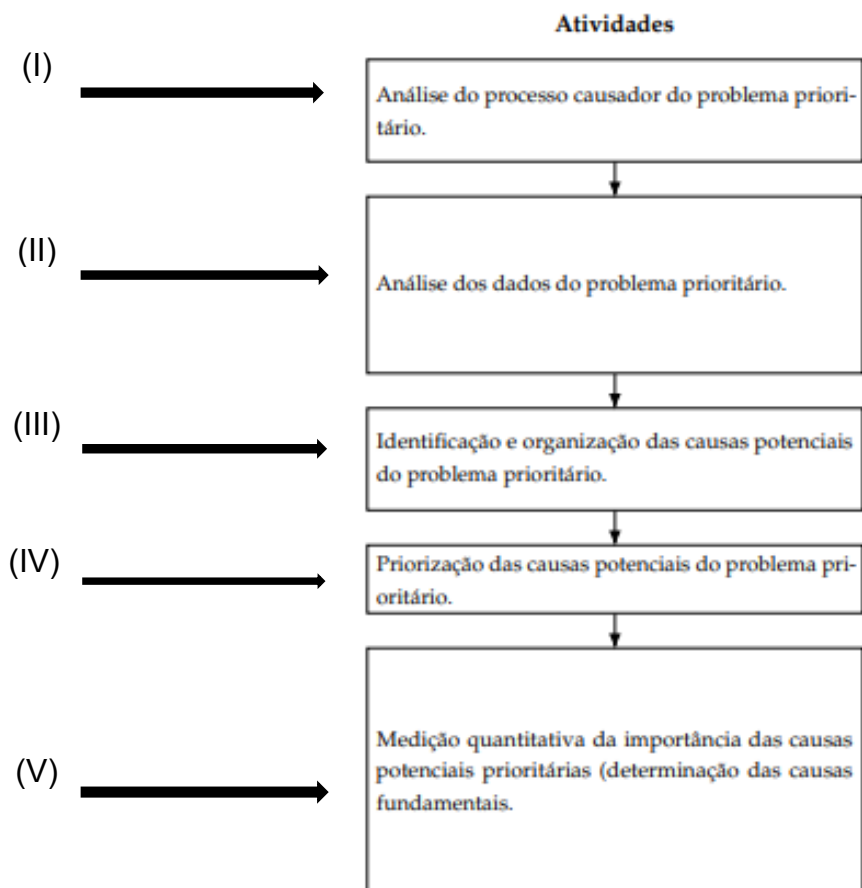 Atividades
(I)
Análise do processo causador do problema priori-
tário.
(II)
Análise dos dados do problema prioritário.
(III)
Identificação e organização das causas potenciais
do problema prioritário.
(IV)
Priorização das causas potenciais do problema pri-
oritário.
(V)
Medição quantitativa da importância das causas
potenciais prioritárias (determinação das causas
fundamentais.